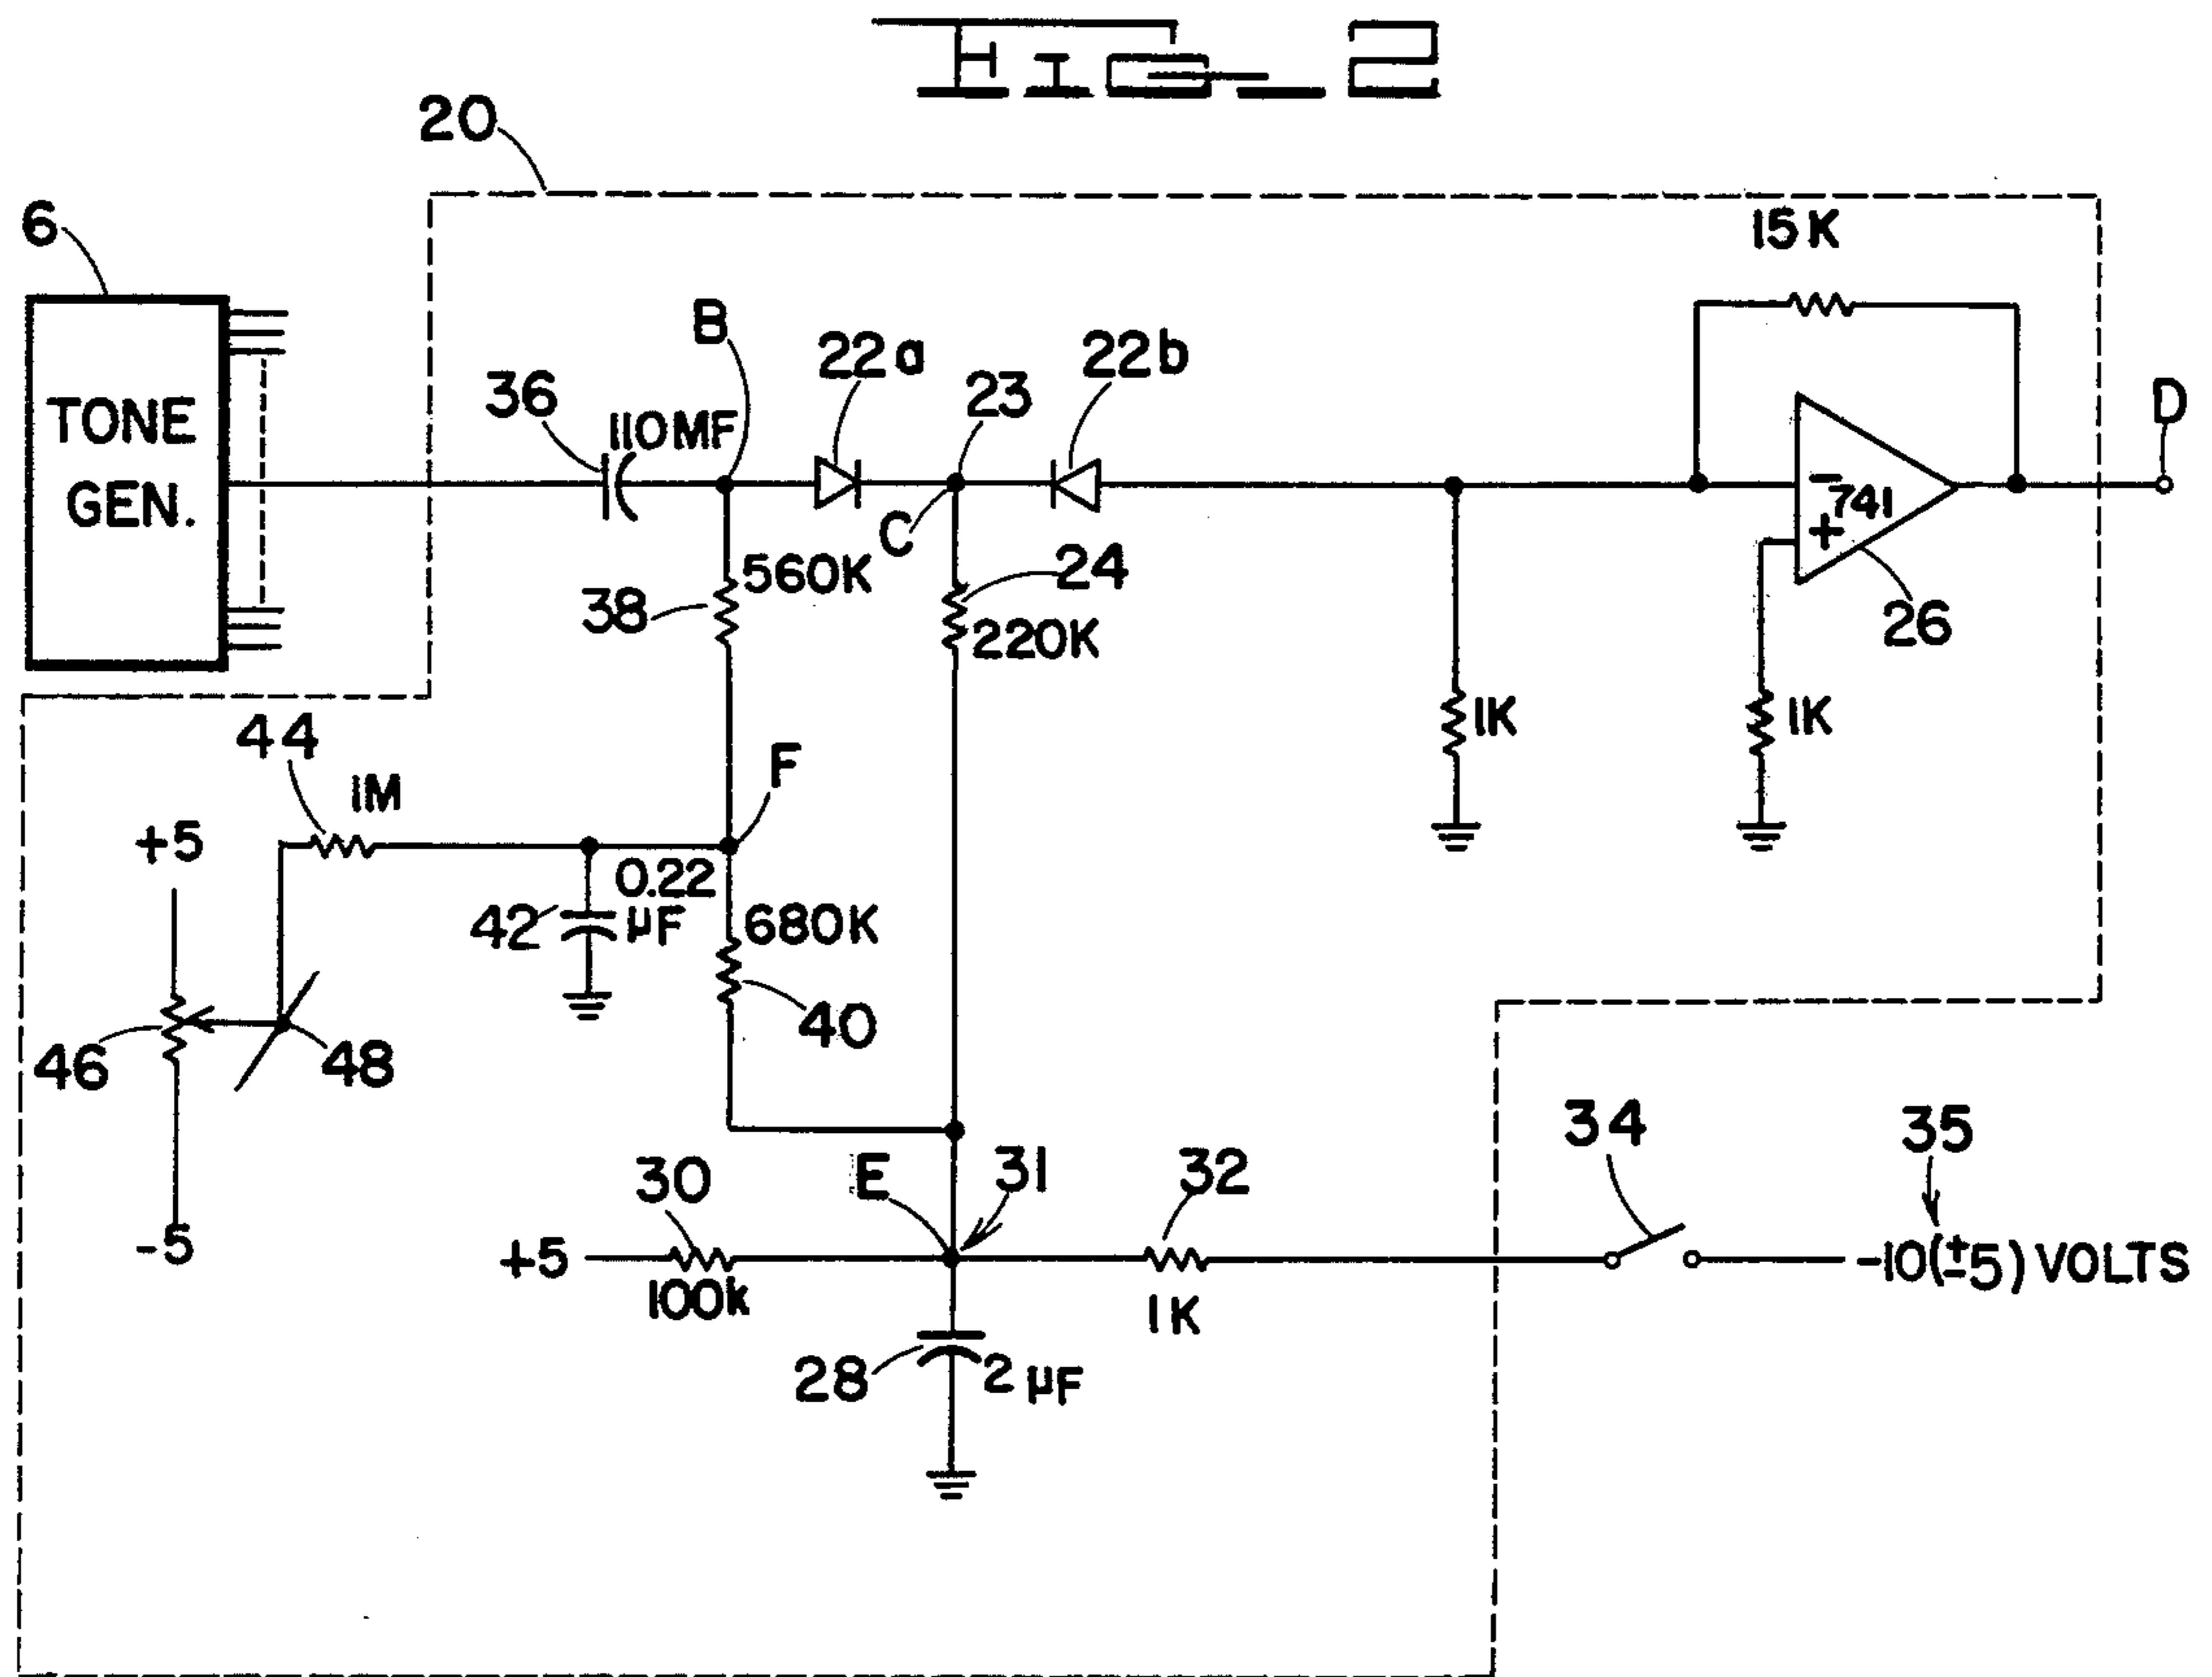 FIG_2
20
6
15K
B
22a
22b
36
110MF
23
D
TONE
GEN.
C
-
741
+
560K
24
38
220K
26
44
1M
F
1K
1K
+5
0.22
μF
42
680K
40
46
48
34
35
-5
30
E
31
32
+5
-10(±5) VOLTS
100k
1K
28
2 μF